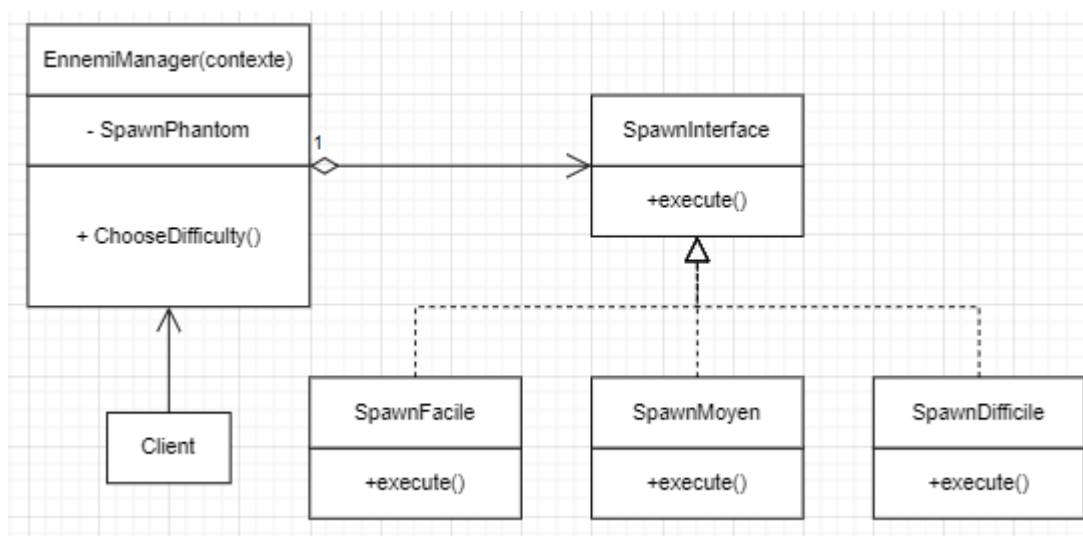 EnnemiManager(contexte)
- SpawnPhantom
+ ChooseDifficulty()
1
SpawnInterface
+execute()
Client
SpawnFacile
+execute()
SpawnMoyen
+execute()
SpawnDifficile
+execute()